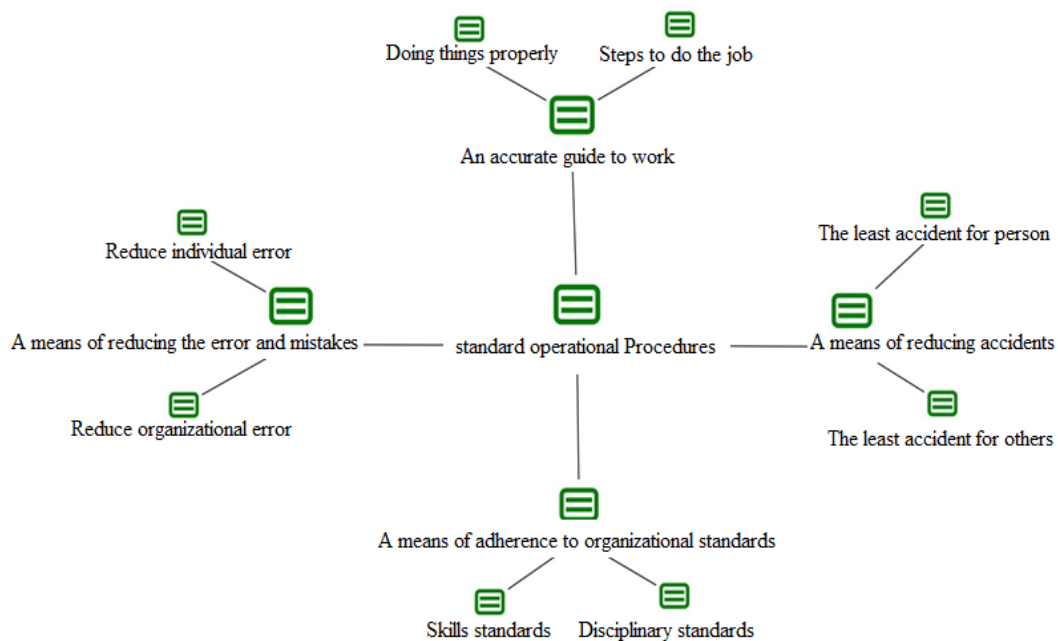 Doing things properly
Steps to do the job
An accurate guide to work
Reduce individual error
The least accident for person
A means of reducing the error and mistakes
standard operational Procedures
A means of reducing accidents
Reduce organizational error
The least accident for others
A means of adherence to organizational standards
Skills standards
Disciplinary standards